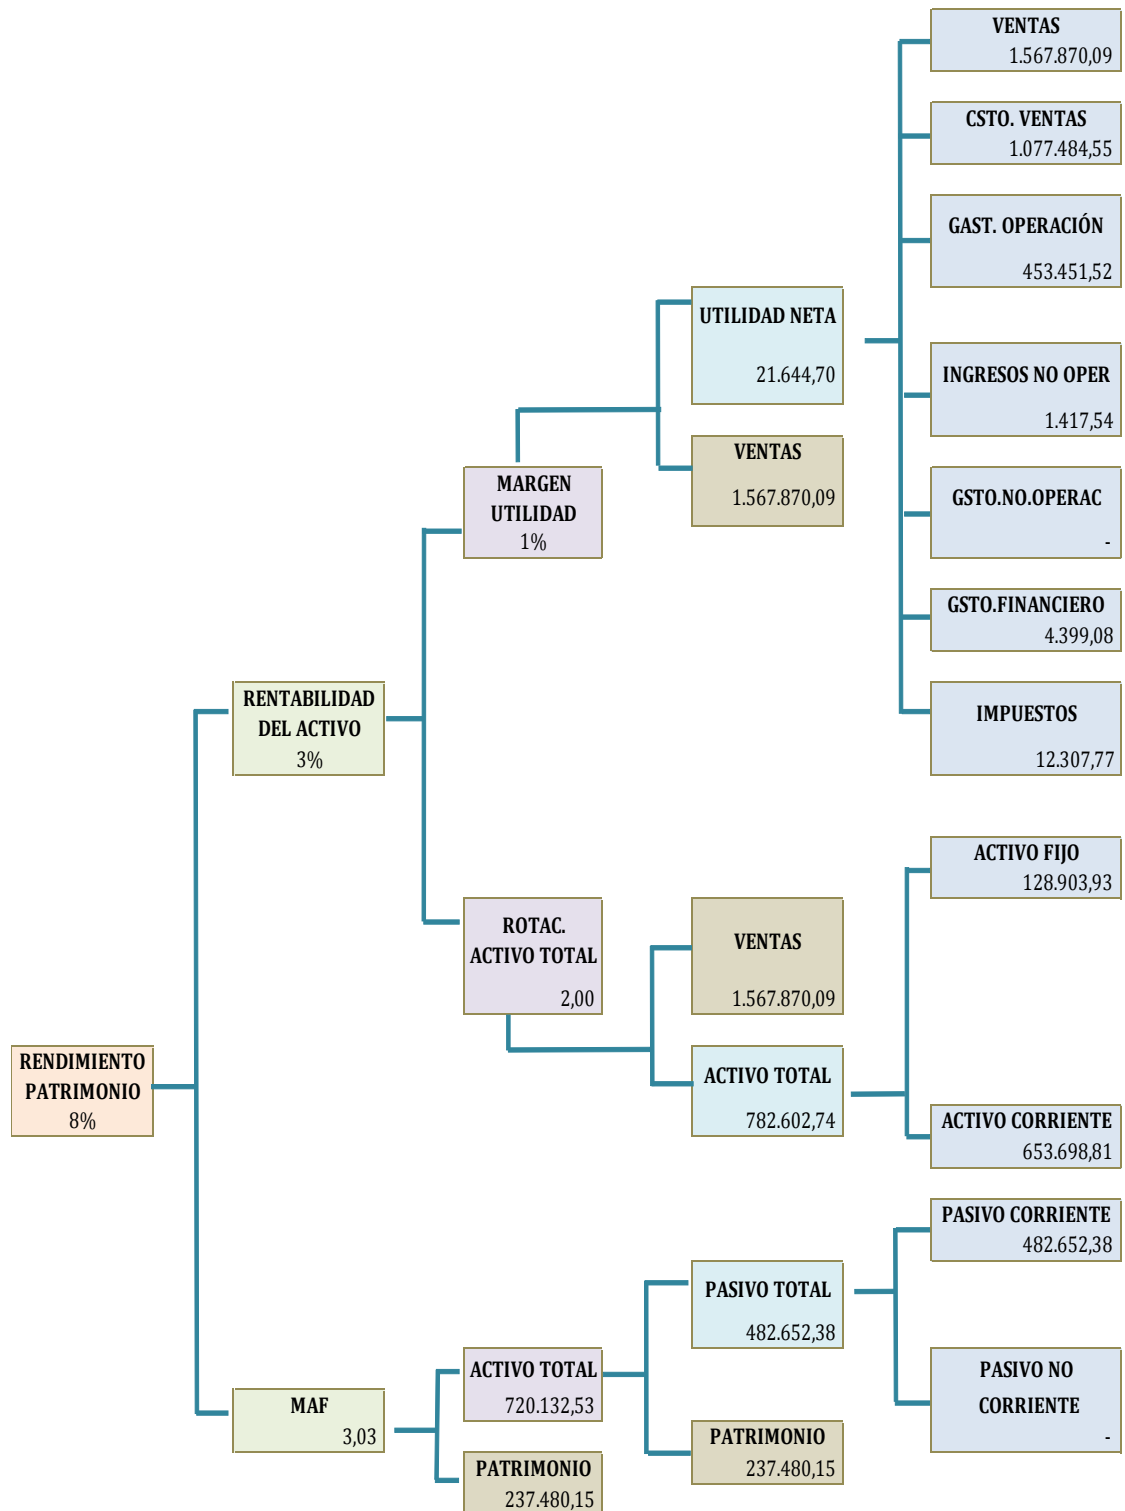 VENTAS
1.567.870,09
CSTO. VENTAS
1.077.484,55
GAST. OPERACIÓN
453.451,52
UTILIDAD NETA
21.644,70
INGRESOS NO OPER
1.417,54
VENTAS
1.567.870,09
MARGEN
UTILIDAD
1%
GSTO.NO.OPERAC
-
GSTO.FINANCIERO
4.399,08
RENTABILIDAD
DEL ACTIVO
3%
IMPUESTOS
12.307,77
ACTIVO FIJO
128.903,93
ROTAC.
ACTIVO TOTAL
2,00
VENTAS
1.567.870,09
RENDIMIENTO
PATRIMONIO
8%
ACTIVO TOTAL
782.602,74
ACTIVO CORRIENTE
653.698,81
PASIVO CORRIENTE
482.652,38
PASIVO TOTAL
482.652,38
ACTIVO TOTAL
720.132,53
PASIVO NO
CORRIENTE
-
MAF
3,03
PATRIMONIO
237.480,15
PATRIMONIO
237.480,15